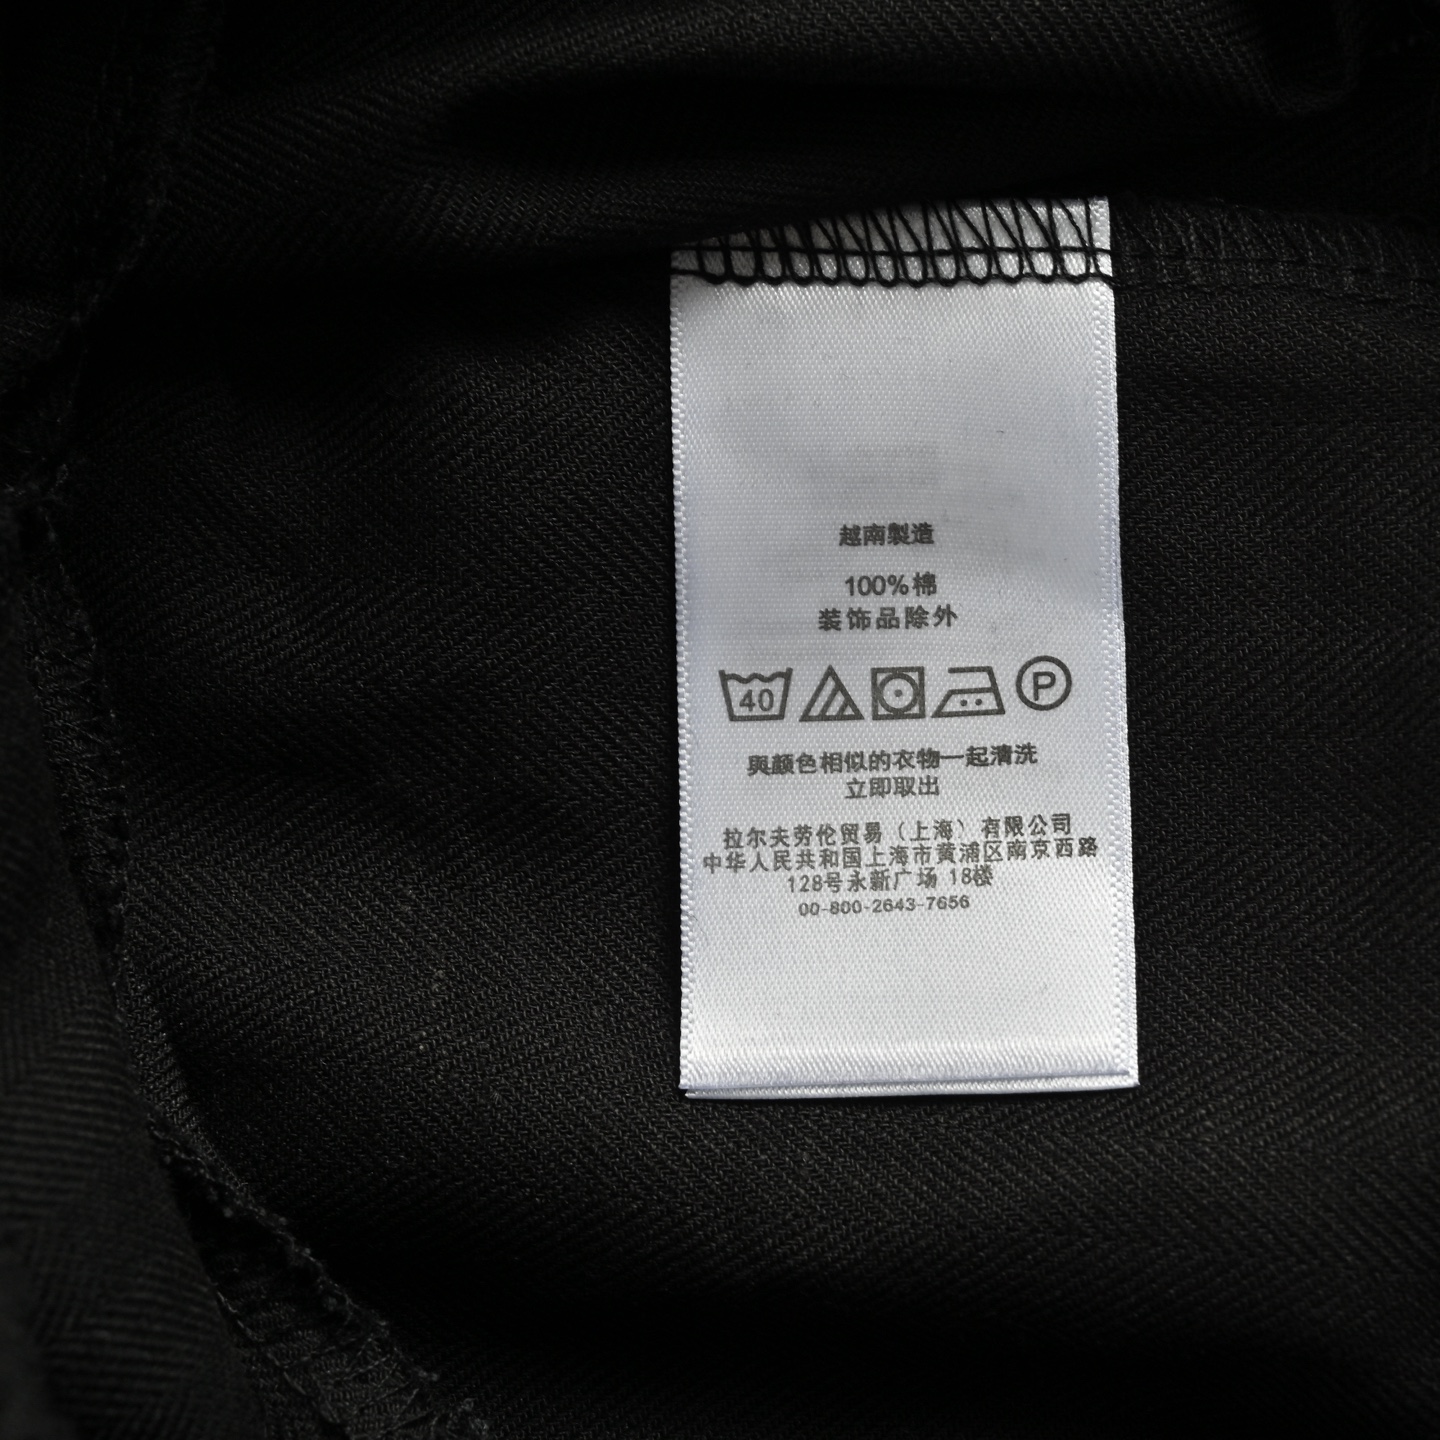 越南製造
100%棉
装饰品除外
40
P
與颜色相似的衣物一起清洗
立即取出
拉尔夫劳伦贸易（上海）有限公司
中华人民共和国上海市黄浦区南京西路
128号永新广场 18楼
00-800-2643-7656